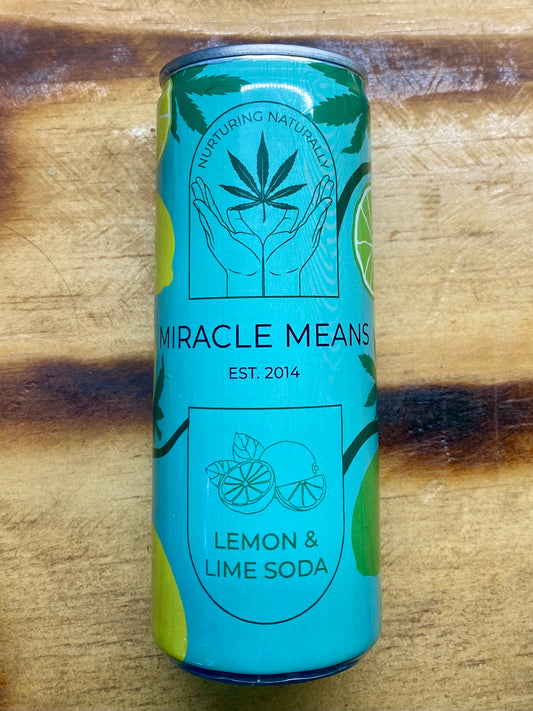 NURTURING NATURALLY
MIRACLE MEANS
EST. 2014
LEMON &
LIME SODA